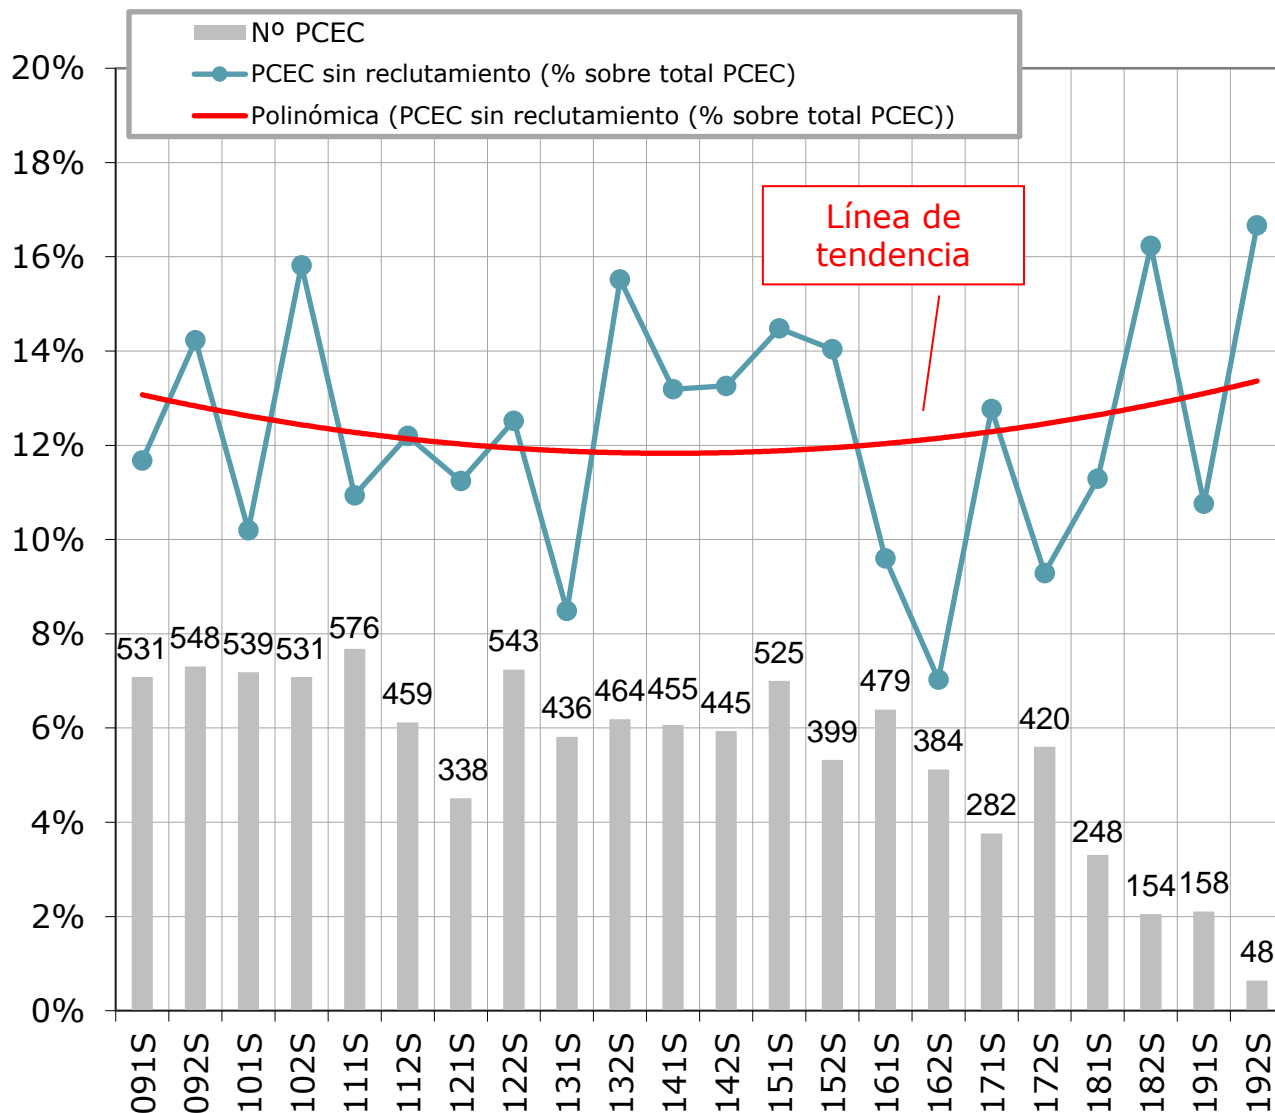 Nº PCEC
PCEC sin reclutamiento (% sobre total PCEC)
Polinómica (PCEC sin reclutamiento (% sobre total PCEC))
20%
18%
16%
14%
12%
10%
8%
6%
4%
2%
0%
Línea de
tendencia
531
548
539
531
576
459
338
543
436
464
455
445
525
399
479
384
282
420
248
154
158
48
091S
092S
101S
102S
111S
112S
121S
122S
131S
132S
141S
142S
151S
152S
161S
162S
171S
172S
181S
182S
191S
192S